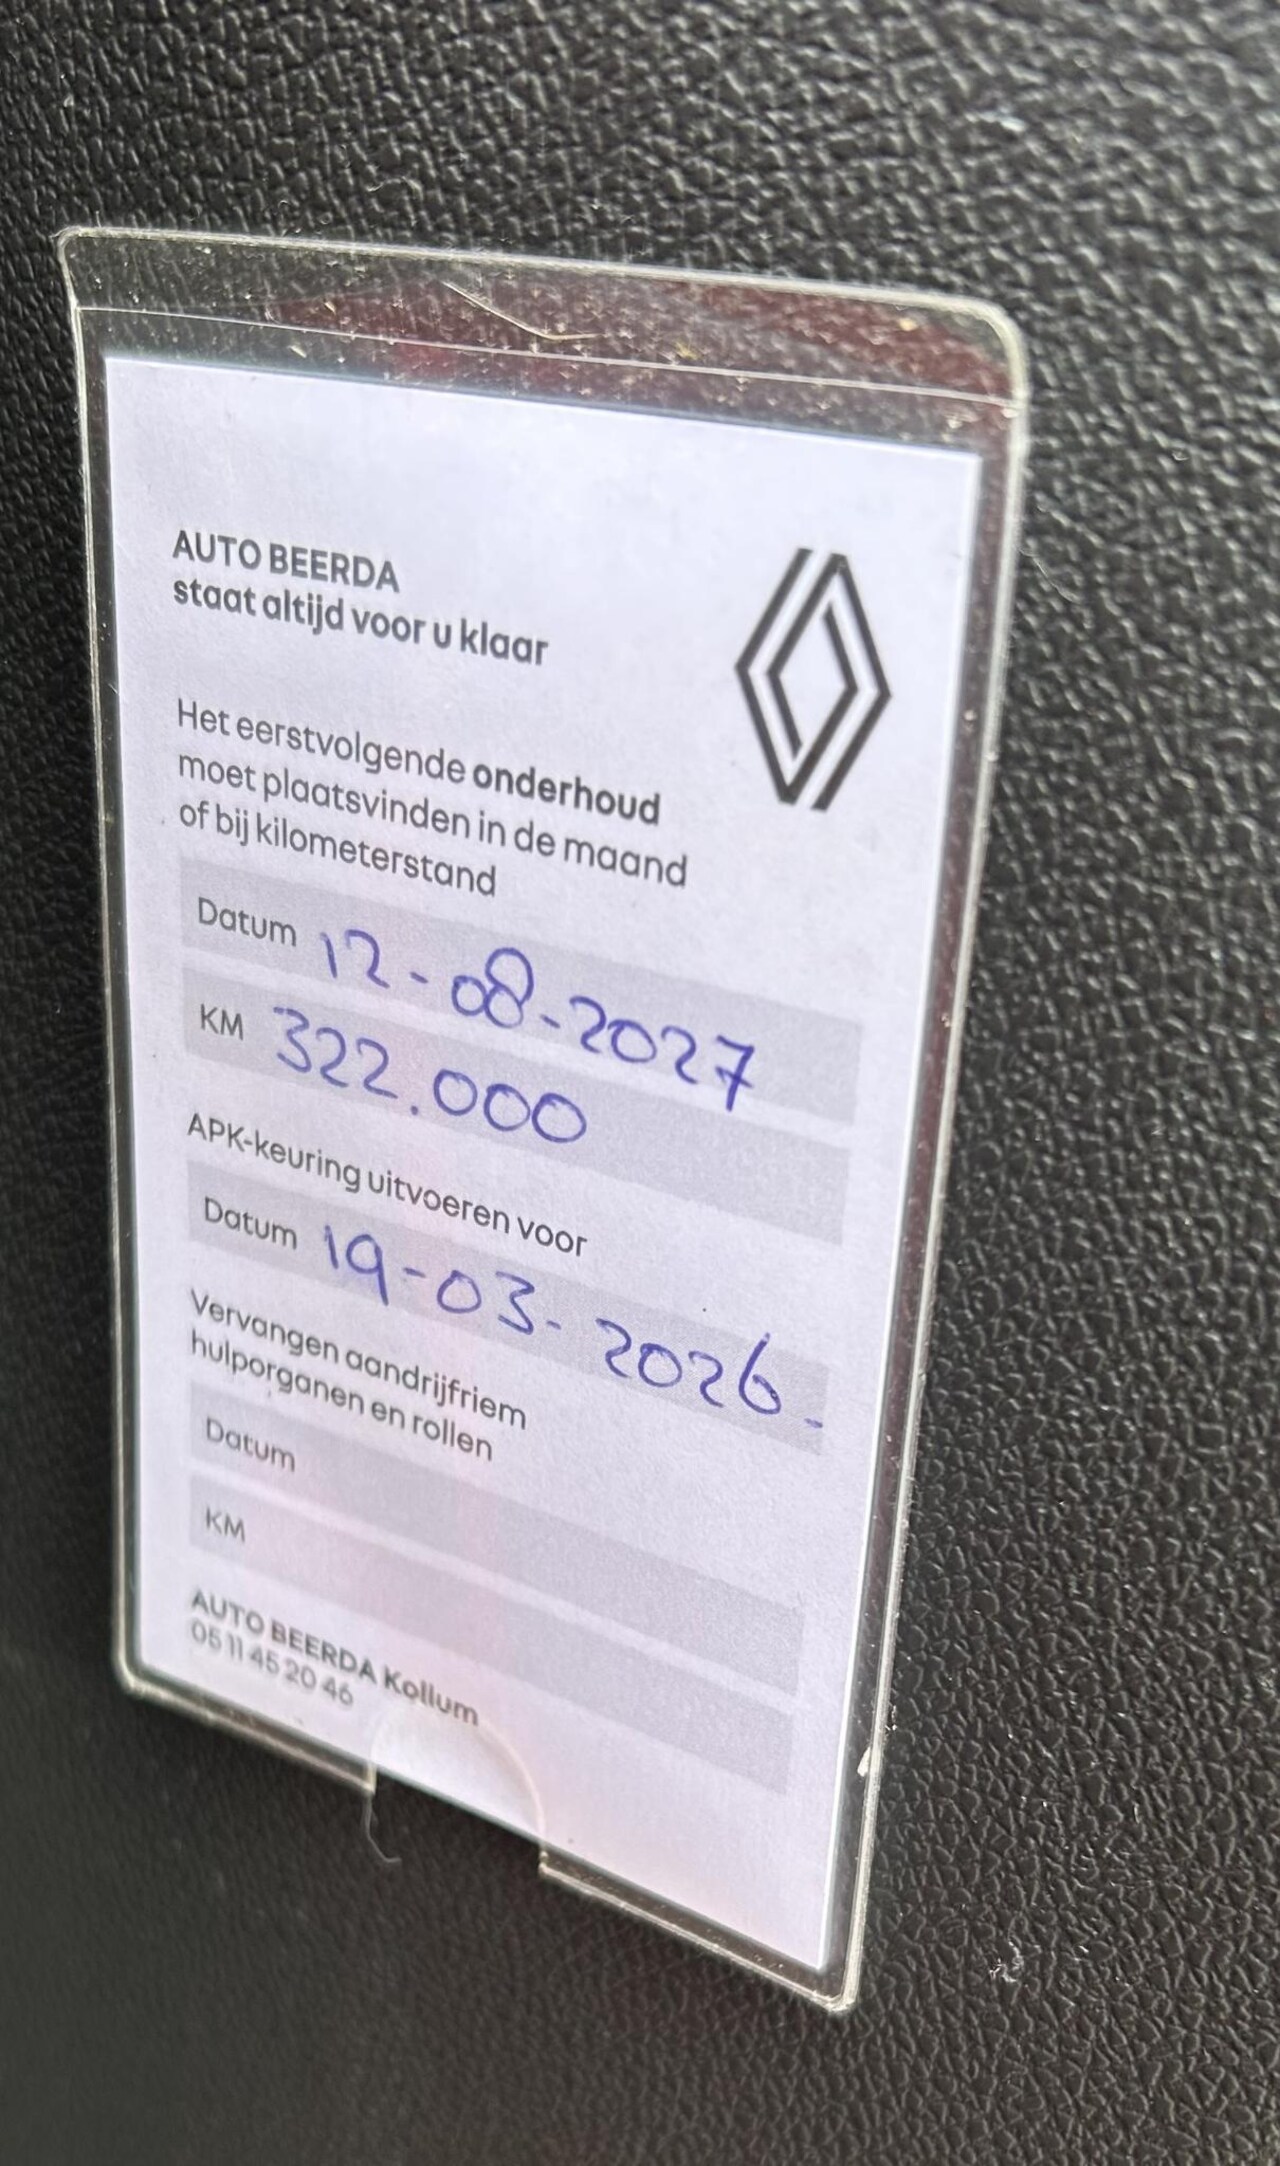 AUTO BEERDA
staat altijd voor u klaar
Het eerstvolgende onderhoud
moet plaatsvinden in de maand
of bij kilometerstand
Datum 12-08-2027
KM 322.000
APK-keuring uitvoeren voor
Datum 19-03-2026-
Vervangen aandrijfriem
hulporganen en rollen
Datum
KM
AUTO BEERDA Kollum
05 11 45 20 46